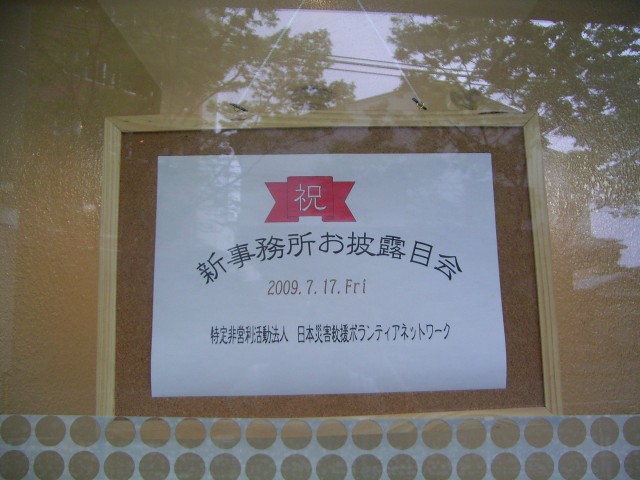 祝
新事務所お披露目会
2009.7.17.Fri
特定非営利活動法人 日本災害救援ボランティアネットワーク